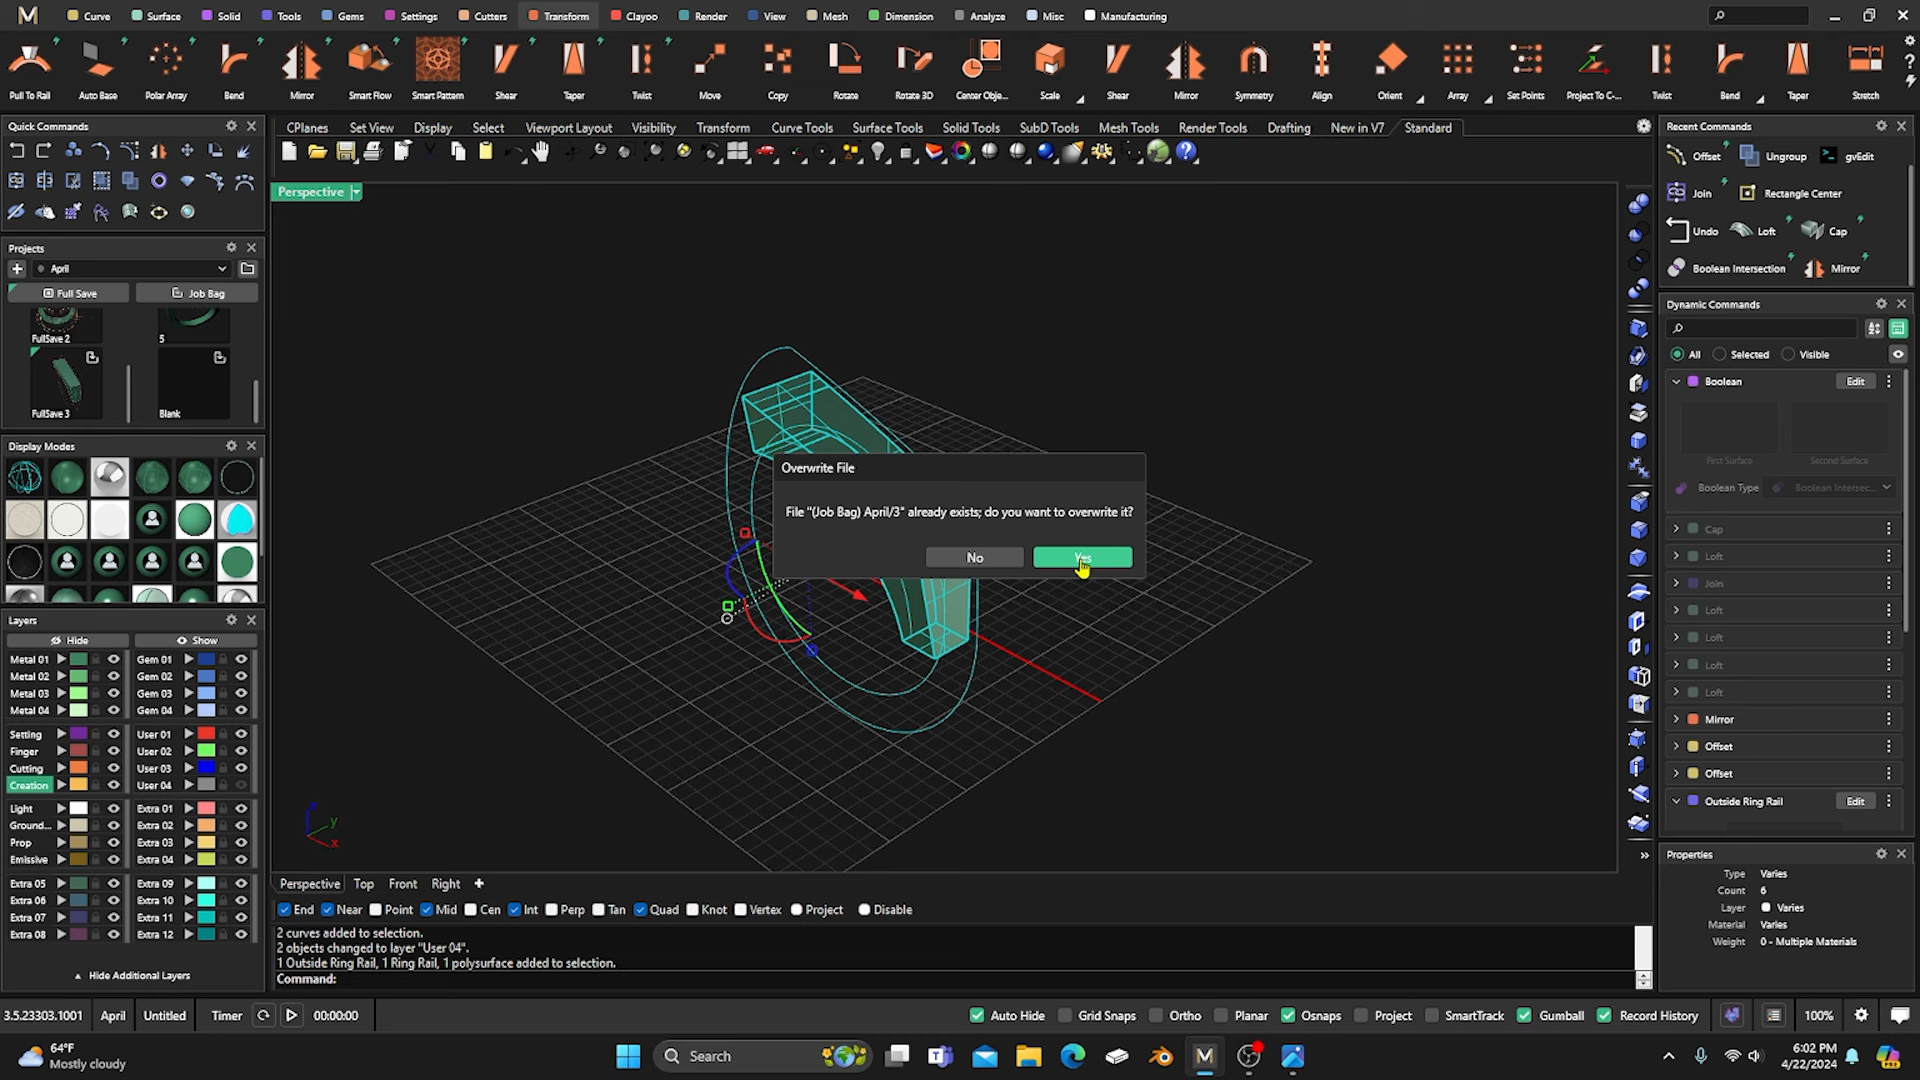 Curve Surface Solid Tools Gems Settings Cutters Transform Clayoo Render View Mesh Dimension Analyze Misc Manufacturing
Pull To Rail Auto Base Polar Array Bend Mirror Smart Flow Smart Pattern Shear Taper Twist Move Copy Rotate Rotate 3D Center Obje... Scale Shear Mirror Symmetry Align Orient Array Set Points Project To C-... Twist Bend Taper Stretch
Quick Commands
CPlanes Set View Display Select Viewport Layout Visibility Transform Curve Tools Surface Tools Solid Tools SubD Tools Mesh Tools Render Tools Drafting New in V7 Standard
Perspective
Projects
April
Full Save Job Bag
FullSave 2 5
FullSave 3 Blank
Display Modes
Layers
Hide Show
Metal 01 Gem 01
Metal 02 Gem 02
Metal 03 Gem 03
Metal 04 Gem 04
Setting User 01
Finger User 02
Cutting User 03
Creation User 04
Light Extra 01
Ground... Extra 02
Prop Extra 03
Emissive Extra 04
Extra 05 Extra 09
Extra 06 Extra 10
Extra 07 Extra 11
Extra 08 Extra 12
Hide Additional Layers
Overwrite File
File "(Job Bag) April/3" already exists; do you want to overwrite it?
No Yes
z
y
x
Perspective Top Front Right
End Near Point Mid Cen Int Perp Tan Quad Knot Vertex Project Disable
2 curves added to selection.
2 objects changed to layer "User 04".
1 Outside Ring Rail, 1 Ring Rail, 1 polysurface added to selection.
Command:
Recent Commands
Offset Ungroup gvEdit
Join Rectangle Center
Undo Loft Cap
Boolean Intersection Mirror
Dynamic Commands
All Selected Visible
Boolean Edit
First Surface Second Surface
Boolean Type Boolean Intersec...
Cap
Loft
Join
Loft
Loft
Loft
Loft
Mirror
Offset
Offset
Outside Ring Rail Edit
Properties
Type Varies
Count 6
Layer Varies
Material Varies
Weight 0 - Multiple Materials
3.5.23303.1001 April Untitled Timer 00:00:00 Auto Hide Grid Snaps Ortho Planar Osnaps Project SmartTrack Gumball Record History 100%
64°F
Mostly cloudy
Search
6:02 PM
4/22/2024